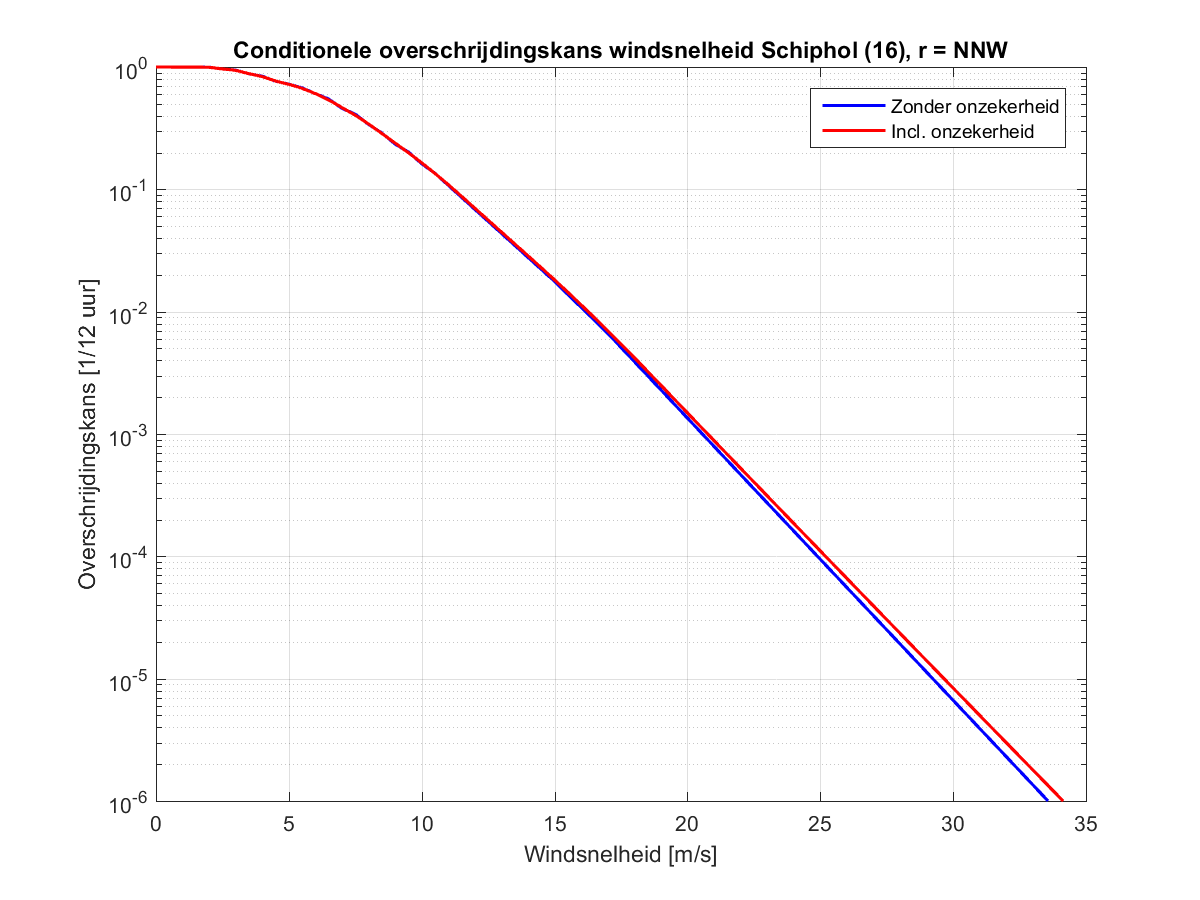 Conditionele overschrijdingskans windsnelheid Schiphol (16), r = NNW
Zonder onzekerheid
Incl. onzekerheid
Overschrijdingskans [1/12 uur]
10^0
10^-1
10^-2
10^-3
10^-4
10^-5
10^-6
0 5 10 15 20 25 30 35
Windsnelheid [m/s]